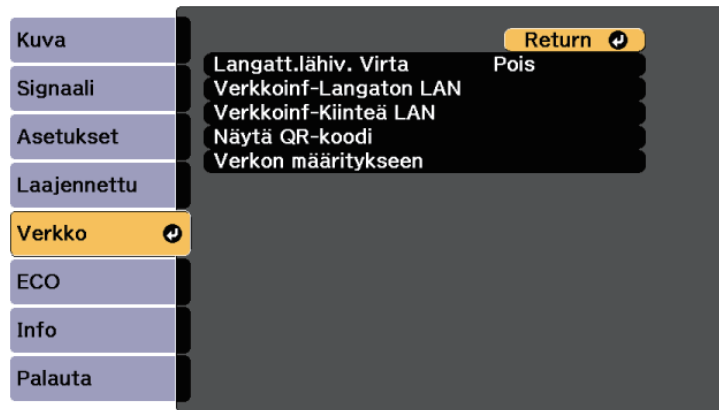 Kuva
Signaali
Asetukset
Laajennettu
Verkko
ECO
Info
Palauta
Return
Langatt.lähiv. Virta Pois
Verkkoinf-Langaton LAN
Verkkoinf-Kiinteä LAN
Näytä QR-koodi
Verkon määritykseen